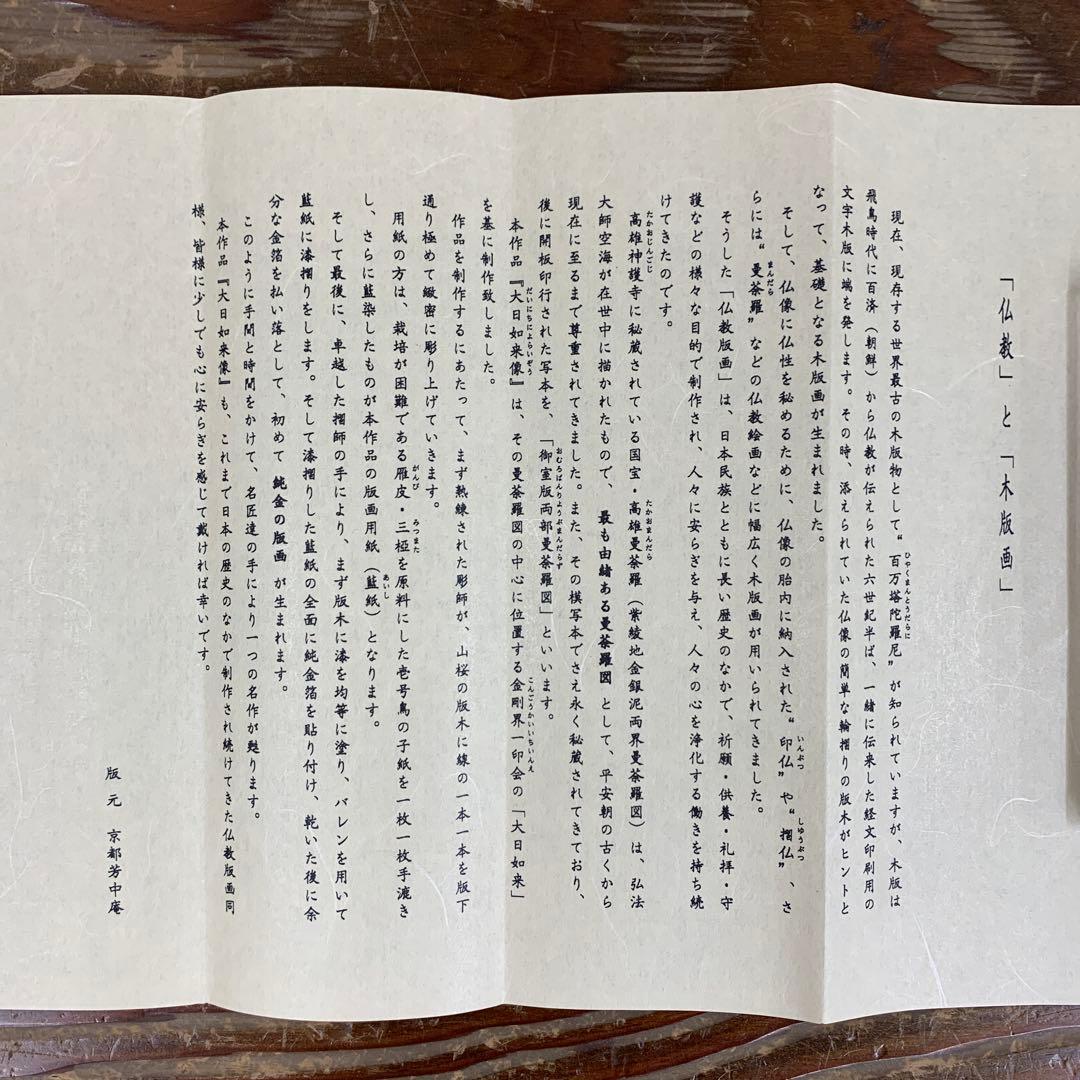 「仏教」と「木版画」
現在、現存する世界最古の木版物として“百万塔陀羅尼”が知られていますが、木版は
飛鳥時代に百済（朝鮮）から仏教が伝えられた六世紀半ば、一緒に伝来した経文印刷用の
文字木版に端を発します。その時、添えられていた仏像の簡単な輪摺りの版木がヒントと
なって、基礎となる木版画が生まれました。
そして、仏像に仏性を秘めるために、仏像の胎内に納入された“印仏”や“摺仏”、さ
らには“曼荼羅”などの仏教絵画などに幅広く木版画が用いられてきました。
そうした「仏教版画」は、日本民族とともに長い歴史のなかで、祈願・供養・礼拝・守
護などの様々な目的で制作され、人々に安らぎを与え、人々の心を浄化する働きを持ち続
けてきたのです。
高雄神護寺に秘蔵されている国宝・高雄曼荼羅（紫綾地金銀泥両界曼荼羅図）は、弘法
大師空海が在世中に描かれたもので、最も由緒ある曼荼羅図として、平安朝の古くから
現在に至るまで尊重されてきました。また、その模写本でさえ永く秘蔵されてきており、
後に開板印行された写本を、「御室版両部曼荼羅図」といいます。
本作品『大日如来像』は、その曼荼羅図の中心に位置する金剛界一印会の「大日如来」
を基に制作致しました。
作品を制作するにあたって、まず熟練された彫師が、山桜の版木に線の一本一本を版下
通り極めて緻密に彫り上げていきます。
用紙の方は、栽培が困難である雁皮・三椏を原料にした壱号鳥の子紙を一枚一枚手漉き
し、さらに藍染したものが本作品の版画用紙（藍紙）となります。
そして最後に、卓越した摺師の手により、まず版木に漆を均等に塗り、バレンを用いて
藍紙に漆摺りをします。そして漆摺りした藍紙の全面に純金箔を貼り付け、乾いた後に余
分な金箔を払い落として、初めて純金の版画が生まれます。
このように手間と時間をかけて、名匠達の手により一つの名作が甦ります。
本作品『大日如来像』も、これまで日本の歴史のなかで制作され続けてきた仏教版画同
様、皆様に少しでも心に安らぎを感じて戴ければ幸いです。
版元　京都芳中庵